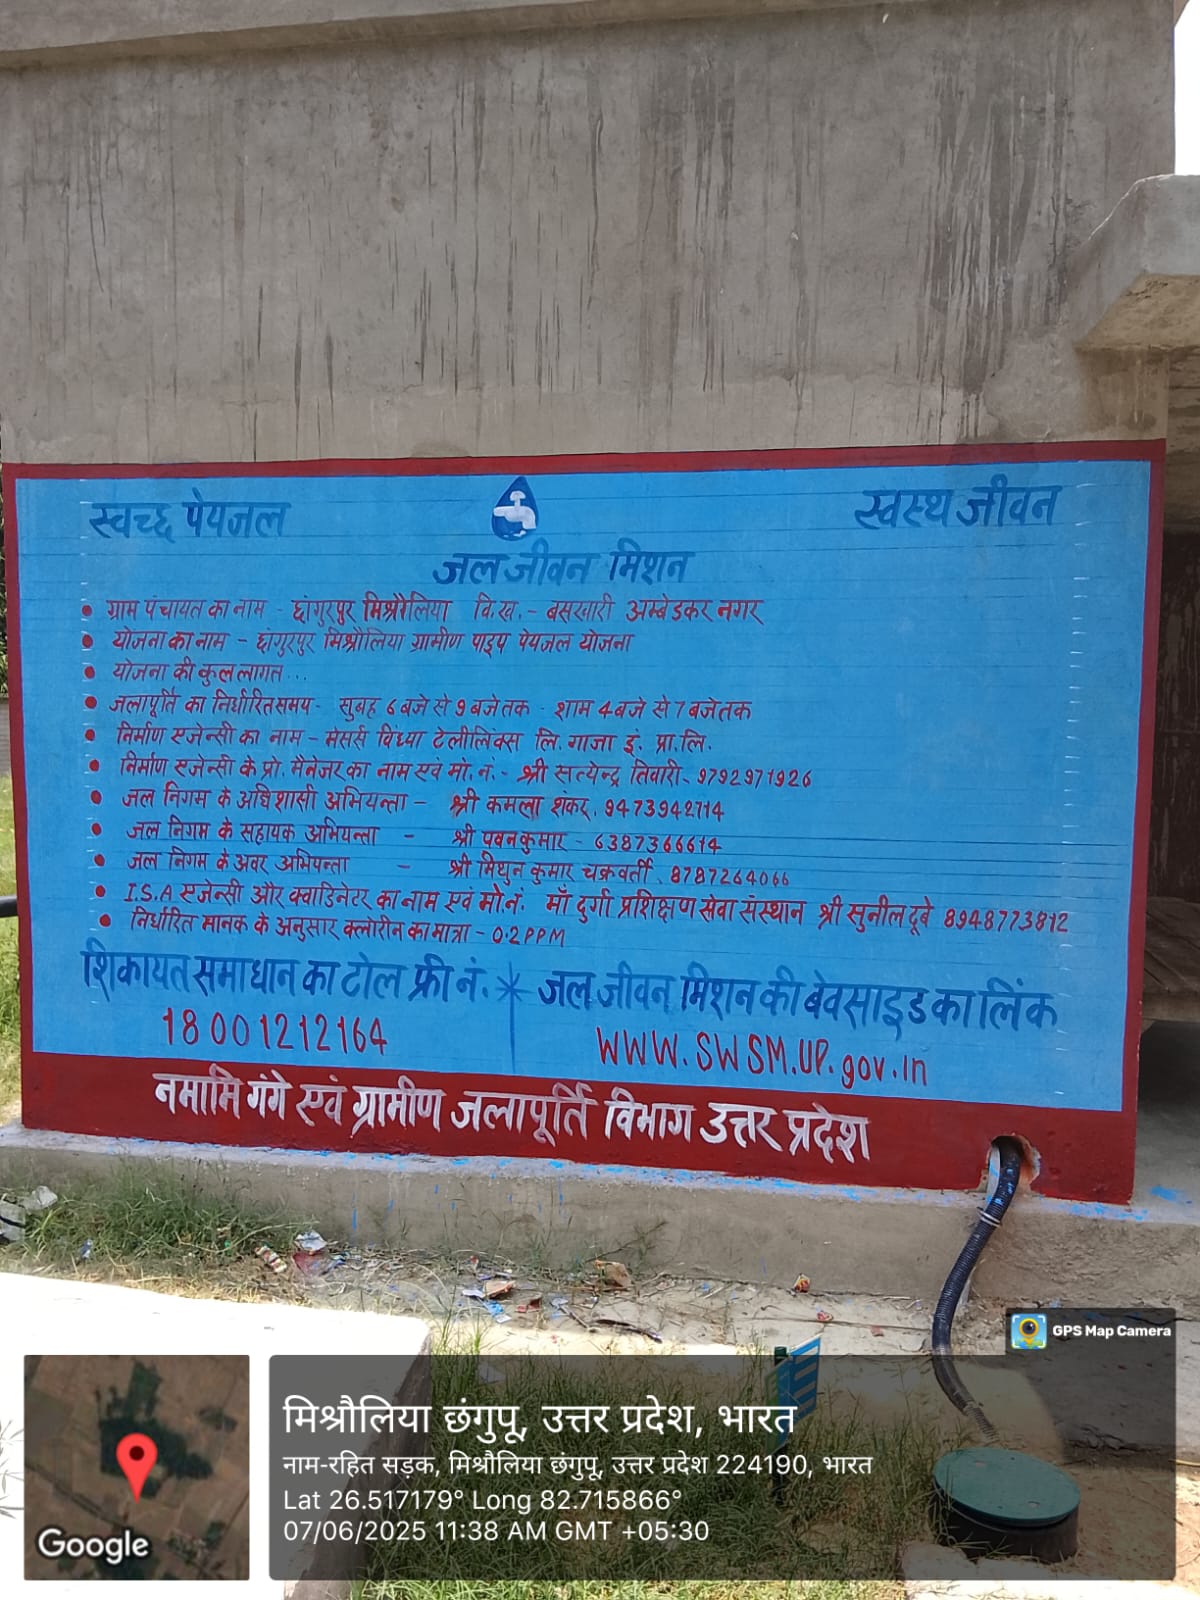 स्वच्छ पेयजल
स्वस्थ जीवन
जल जीवन मिशन
• ग्राम पंचायत का नाम - छांगुरपुर मिश्रौलिया वि.ख. - बसखारी अम्बेडकर नगर
• योजना का नाम - छांगुरपुर मिश्रौलिया ग्रामीण पाइप पेयजल योजना
• योजना की कुल लागत...
• जलापूर्ति का निर्धारित समय - सुबह 6 बजे से 9 बजे तक - शाम 4 बजे से 7 बजे तक
• निर्माण एजेन्सी का नाम - मेसर्स विंध्या टेलीलिंक्स लि. गाजा इं. प्रा. लि.
• निर्माण एजेन्सी के प्रो. मैनेजर का नाम एवं मो. नं. - श्री सत्येन्द्र तिवारी. 9792971926
• जल निगम के अधिशासी अभियन्ता - श्री कमला शंकर. 9473942714
• जल निगम के सहायक अभियन्ता - श्री पवन कुमार - 6387366614
• जल निगम के अवर अभियन्ता - श्री मिथुन कुमार चक्रवर्ती. 8787264066
• I.S.A एजेन्सी और क्वाडिनेटर का नाम एवं मो. नं. माँ दुर्गा प्रशिक्षण सेवा संस्थान श्री सुनील दूबे 8948773812
• निर्धारित मानक के अनुसार क्लोरीन का मात्रा - 0.2 PPM
शिकायत समाधान का टोल फ्री नं.
18001212164
जल जीवन मिशन की बेवसाइड का लिंक
WWW.SWSM.UP.gov.in
नमामि गंगे एवं ग्रामीण जलापूर्ति विभाग उत्तर प्रदेश
GPS Map Camera
मिश्रौलिया छंगुपू, उत्तर प्रदेश, भारत
नाम-रहित सड़क, मिश्रौलिया छंगुपू, उत्तर प्रदेश 224190, भारत
Lat 26.517179° Long 82.715866°
07/06/2025 11:38 AM GMT +05:30
Google